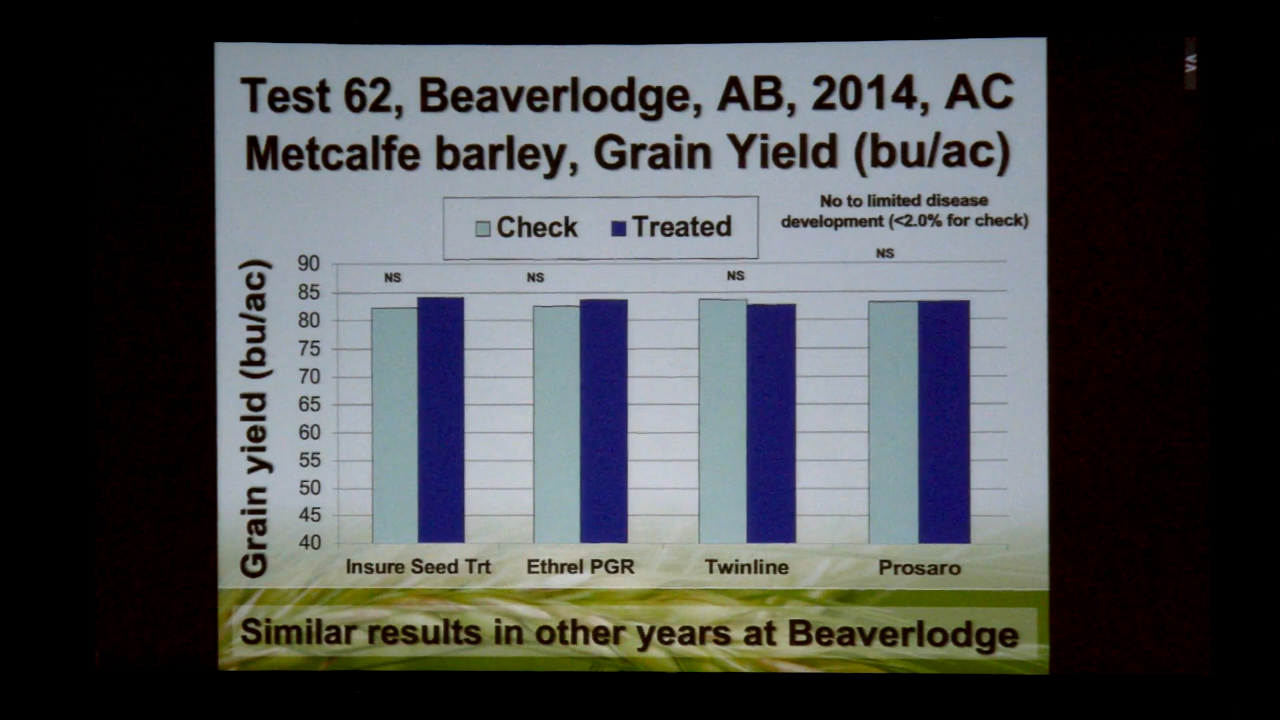 Test 62, Beaverlodge, AB, 2014, AC
Metcalfe barley, Grain Yield (bu/ac)
No to limited disease
development (<2.0% for check)
Check Treated
NS NS NS NS
Grain yield (bu/ac)
90
85
80
75
70
65
60
55
50
45
40
Insure Seed Trt Ethrel PGR Twinline Prosaro
Similar results in other years at Beaverlodge